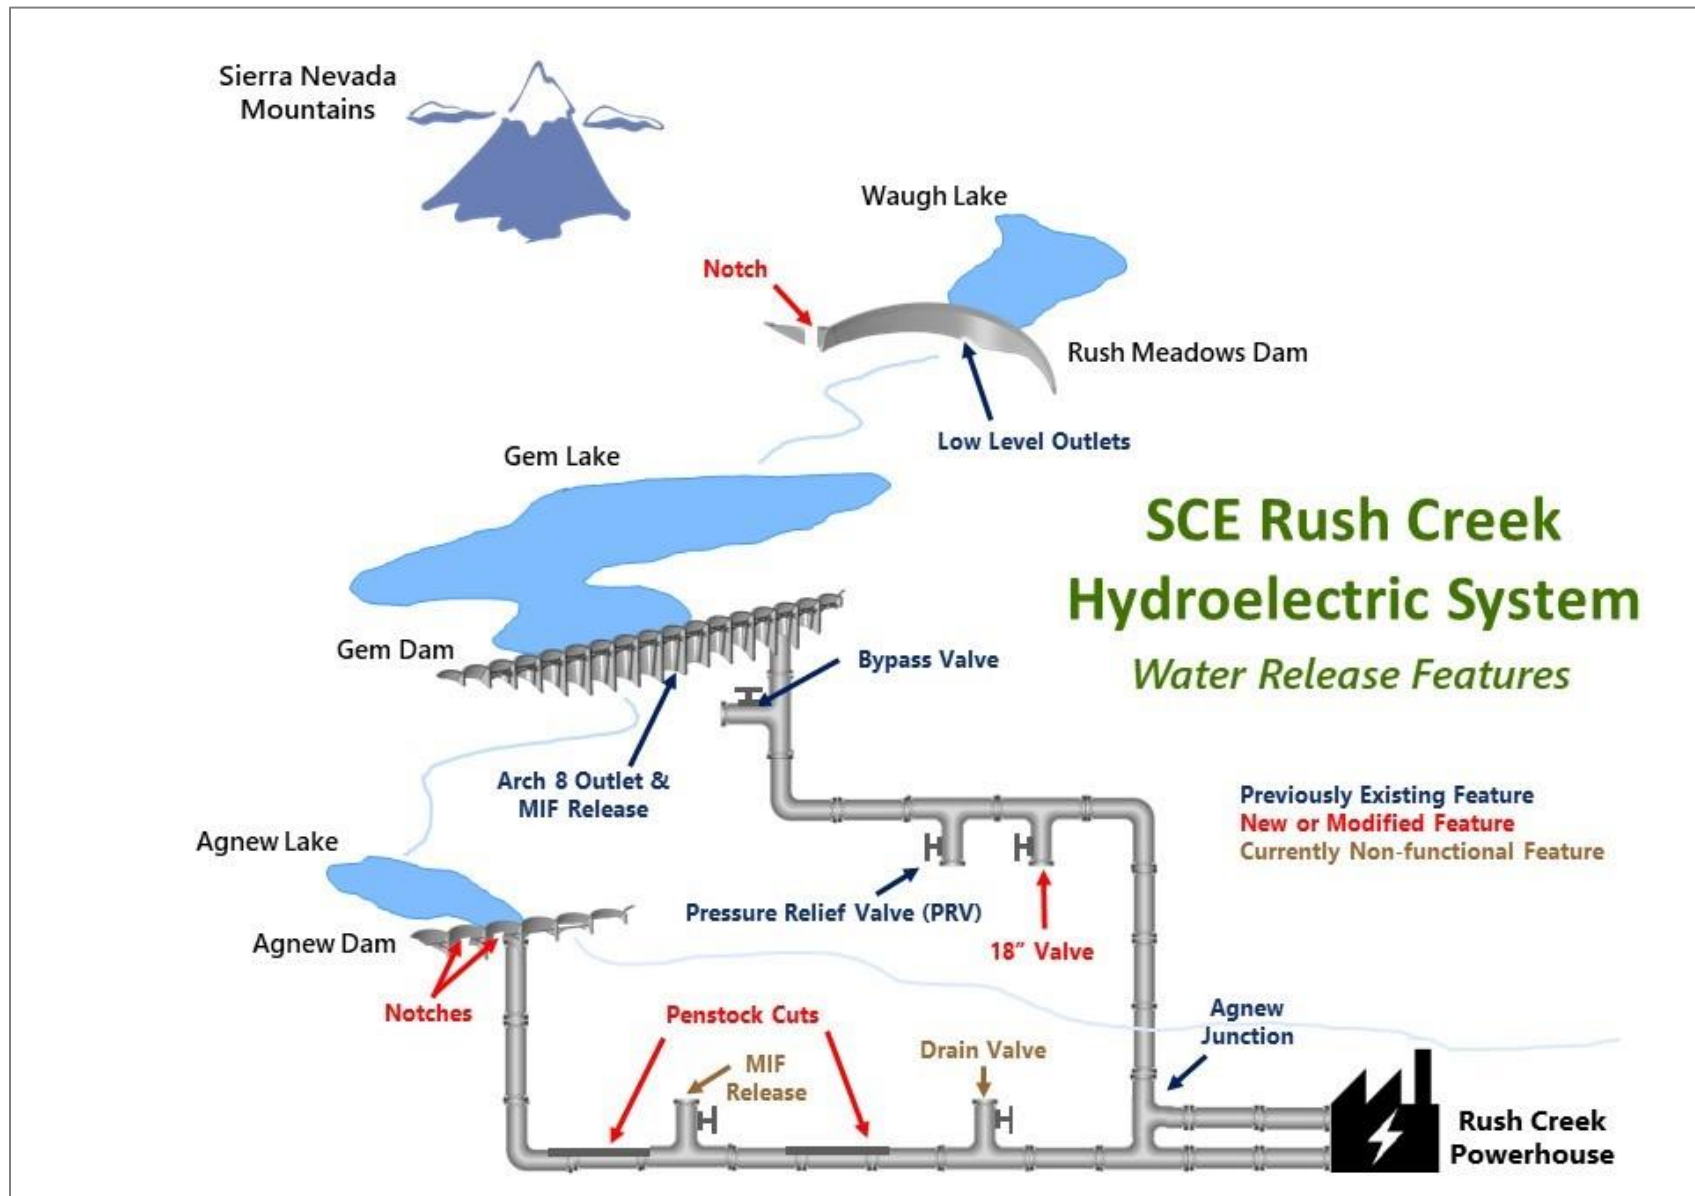 Sierra Nevada
Mountains
Waugh Lake
Notch
Rush Meadows Dam
Low Level Outlets
Gem Lake
SCE Rush Creek
Hydroelectric System
Water Release Features
Gem Dam
Bypass Valve
Arch 8 Outlet &
MIF Release
Previously Existing Feature
New or Modified Feature
Currently Non-functional Feature
Agnew Lake
Pressure Relief Valve (PRV)
18” Valve
Agnew Dam
Notches
Penstock Cuts
MIF
Release
Drain Valve
Agnew
Junction
Rush Creek
Powerhouse